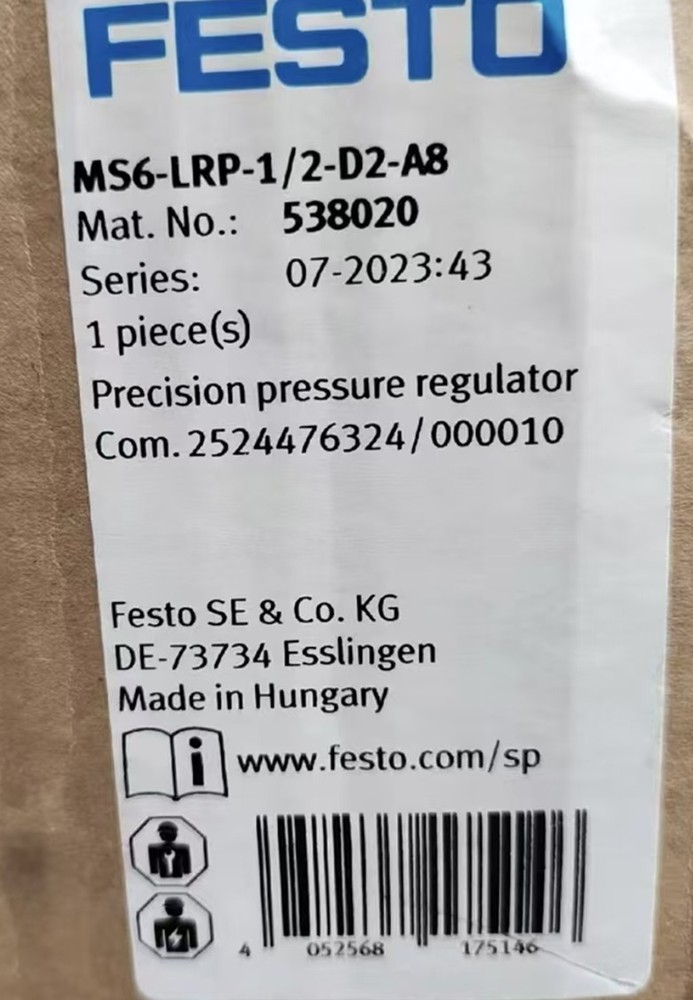 FESTO
MS6-LRP-1/2-D2-A8
Mat. No.: 538020
Series: 07-2023:43
1 piece(s)
Precision pressure regulator
Com. 2524476324/000010
Festo SE & Co. KG
DE-73734 Esslingen
Made in Hungary
i www.festo.com/sp
4 052568 175146